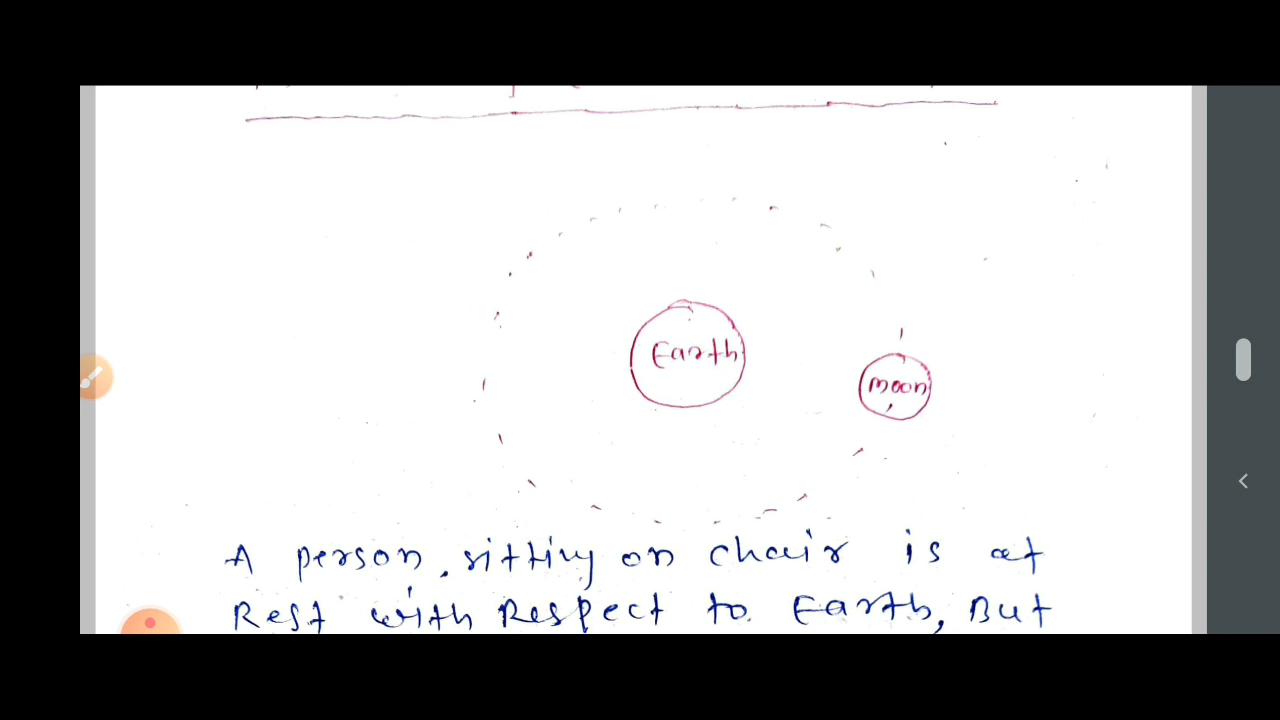 Earth
moon
A person sitting on chair is at
Rest with Respect to Earth, But